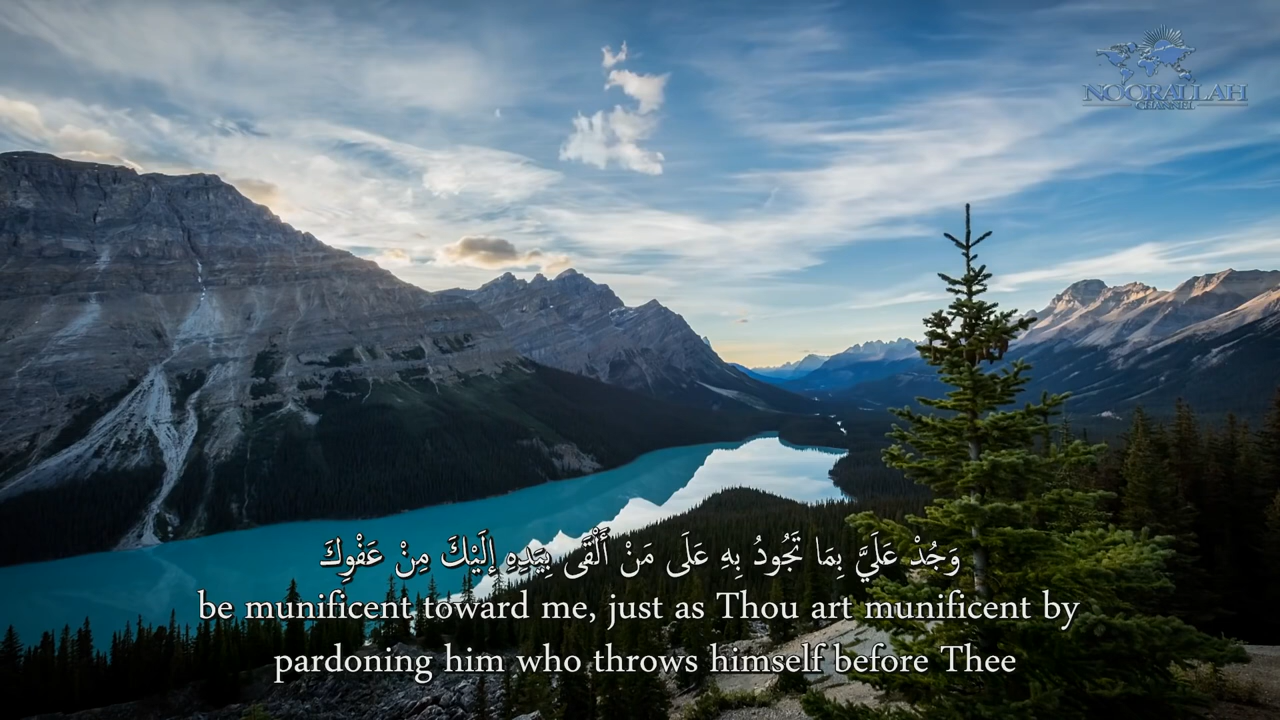 NOORALLAH
CHANNEL
وَجُدْ عَلَيَّ بِمَا تَجُودُ بِهِ عَلَى مَنْ أَلْقَى بِيَدِهِ إِلَيْكَ مِنْ عَفْوِكَ
be munificent toward me, just as Thou art munificent by
pardoning him who throws himself before Thee